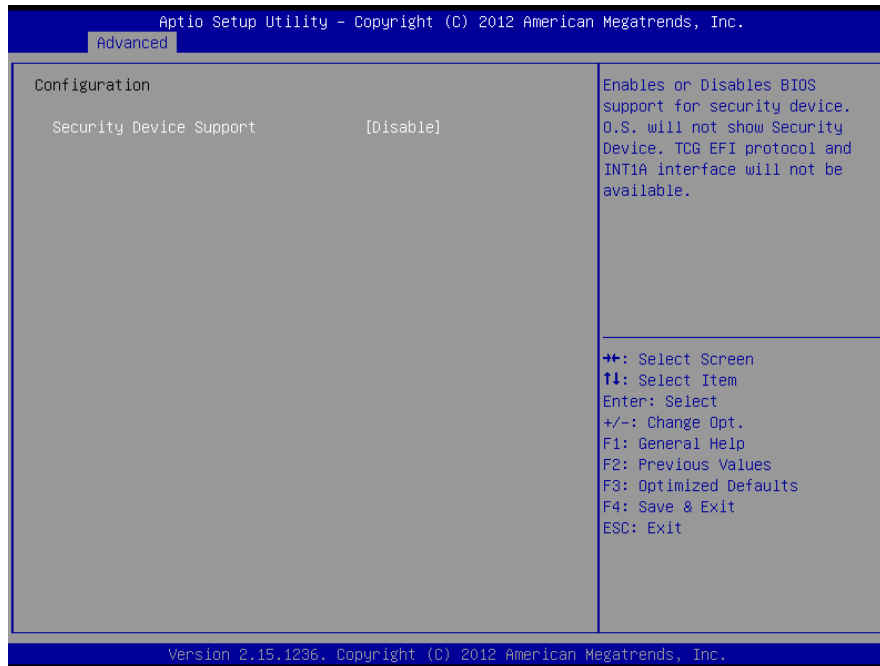 Aptio Setup Utility – Copyright (C) 2012 American Megatrends, Inc.
Advanced
Configuration
Security Device Support [Disable]
Enables or Disables BIOS
support for security device.
O.S. will not show Security
Device. TCG EFI protocol and
INT1A interface will not be
available.
→←: Select Screen
↑↓: Select Item
Enter: Select
+/-: Change Opt.
F1: General Help
F2: Previous Values
F3: Optimized Defaults
F4: Save & Exit
ESC: Exit
Version 2.15.1236. Copyright (C) 2012 American Megatrends, Inc.